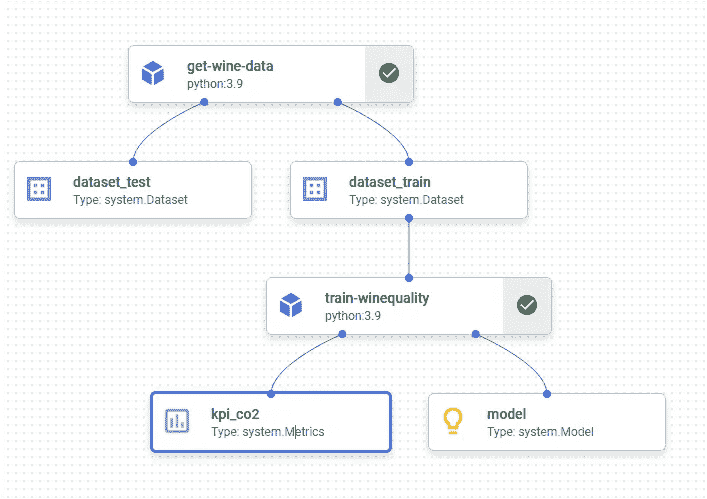 get-wine-data
python:3.9
dataset_test
Type: system.Dataset
dataset_train
Type: system.Dataset
train-winequality
python:3.9
kpi_co2
Type: system.Metrics
model
Type: system.Model